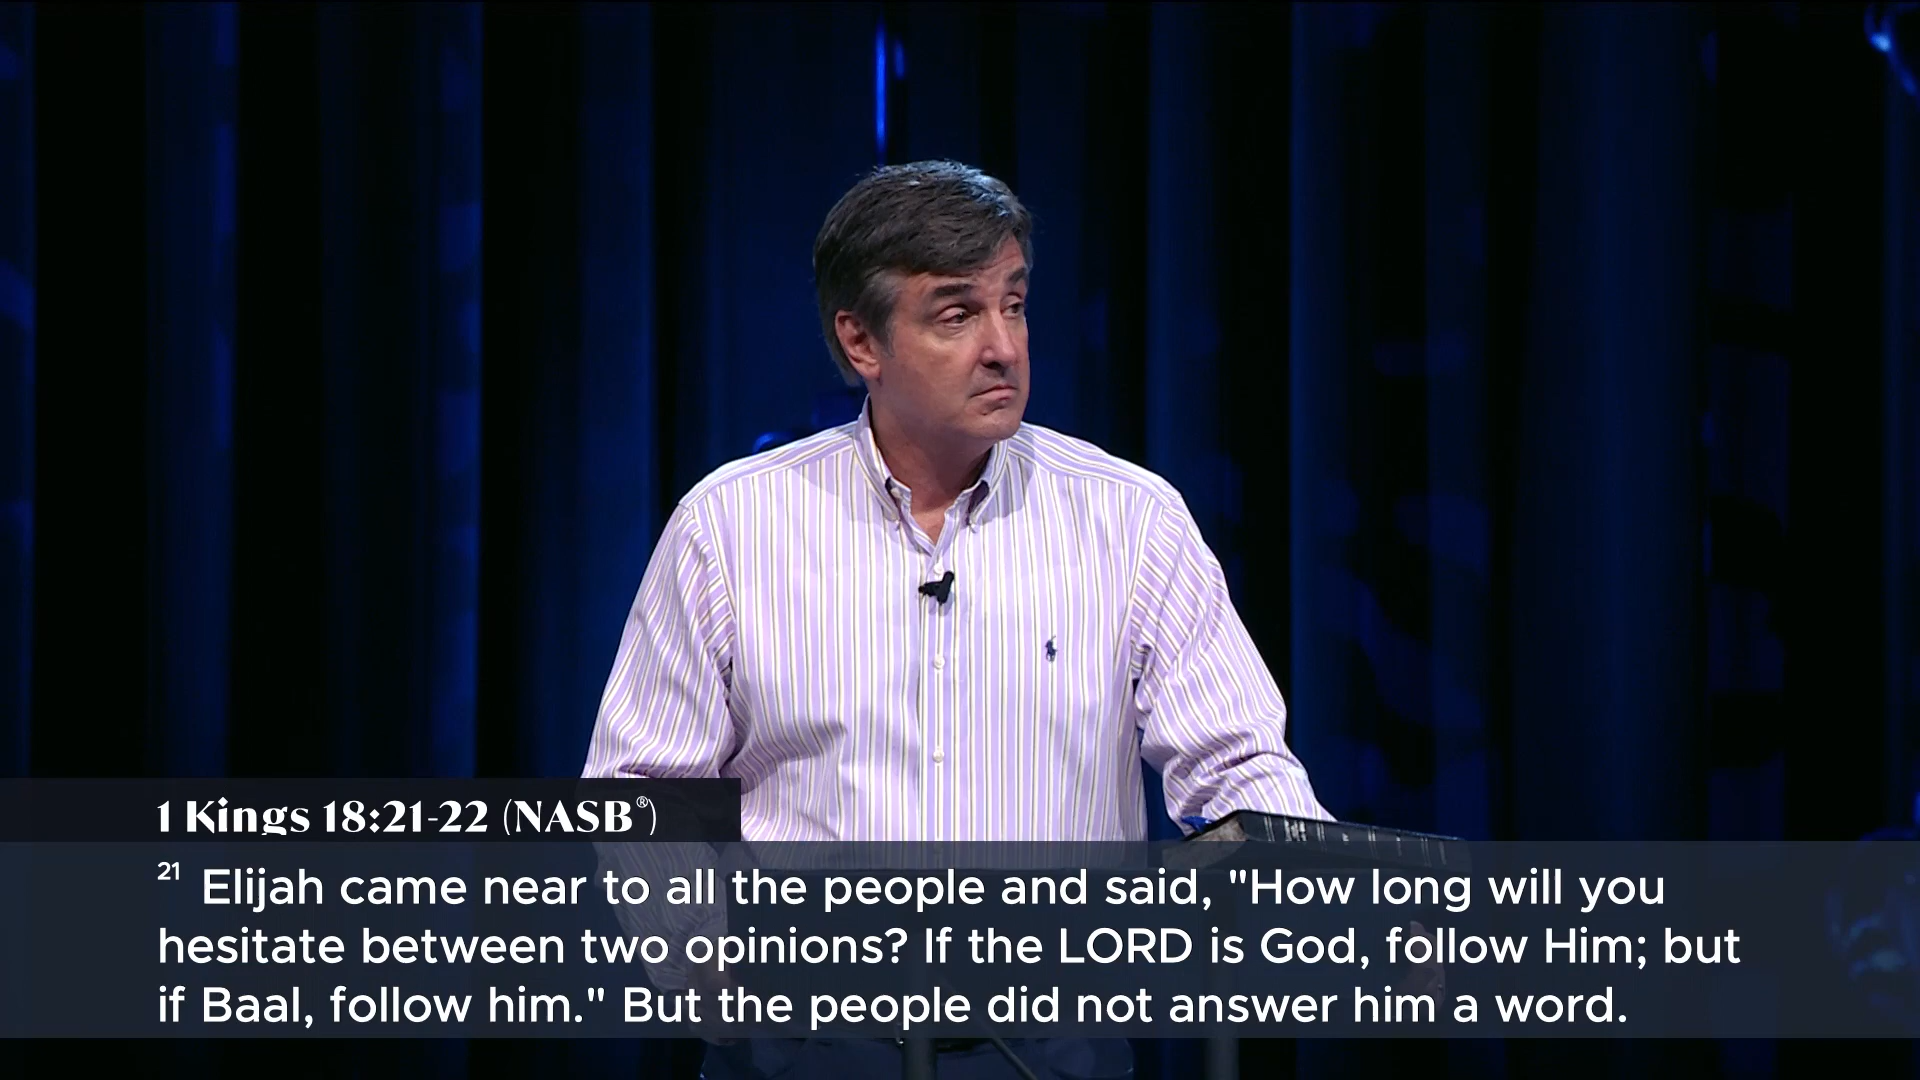 1 Kings 18:21-22 (NASB®)
21 Elijah came near to all the people and said, "How long will you
hesitate between two opinions? If the LORD is God, follow Him; but
if Baal, follow him." But the people did not answer him a word.